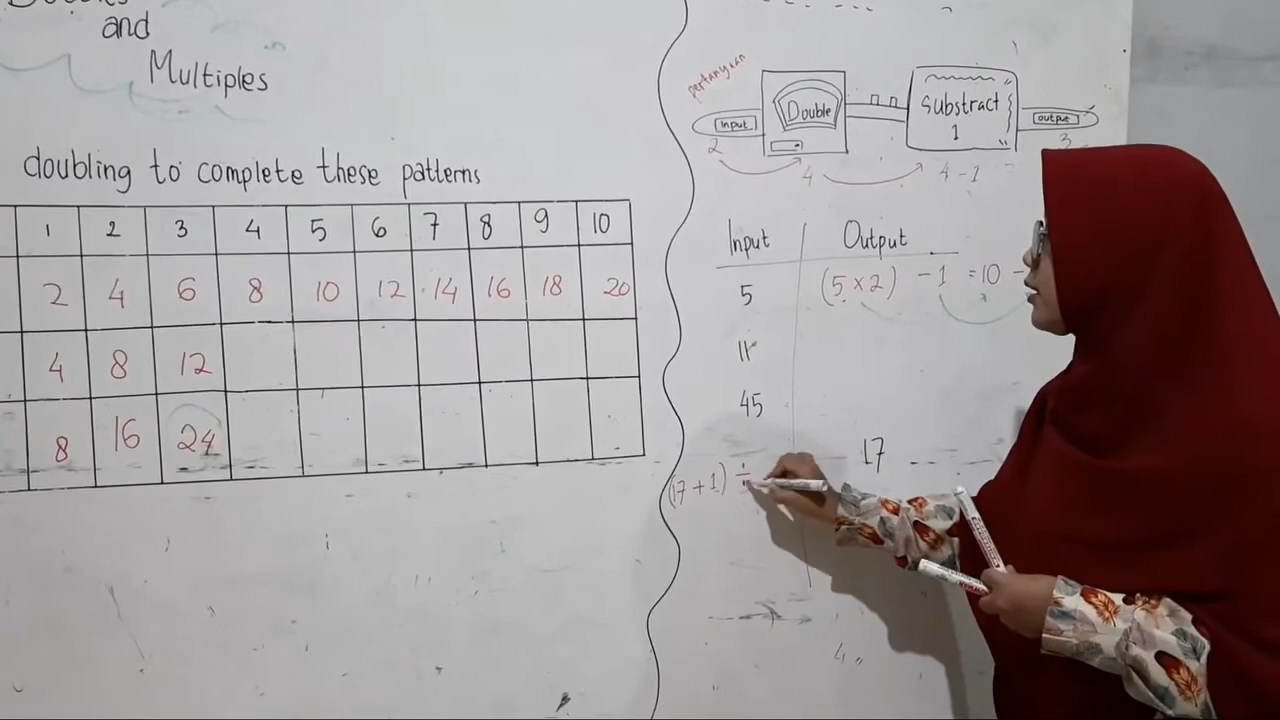 and
Multiples
doubling to complete these patterns
1 2 3 4 5 6 7 8 9 10
2 4 6 8 10 12 14 16 18 20
4 8 12
8 16 24
pertanyaan
Input
Double
Substract
1
output
2
4
4-1
3
Input Output
5 (5 × 2) - 1 = 10 -
11
45
17
(17 + 1) ÷
4